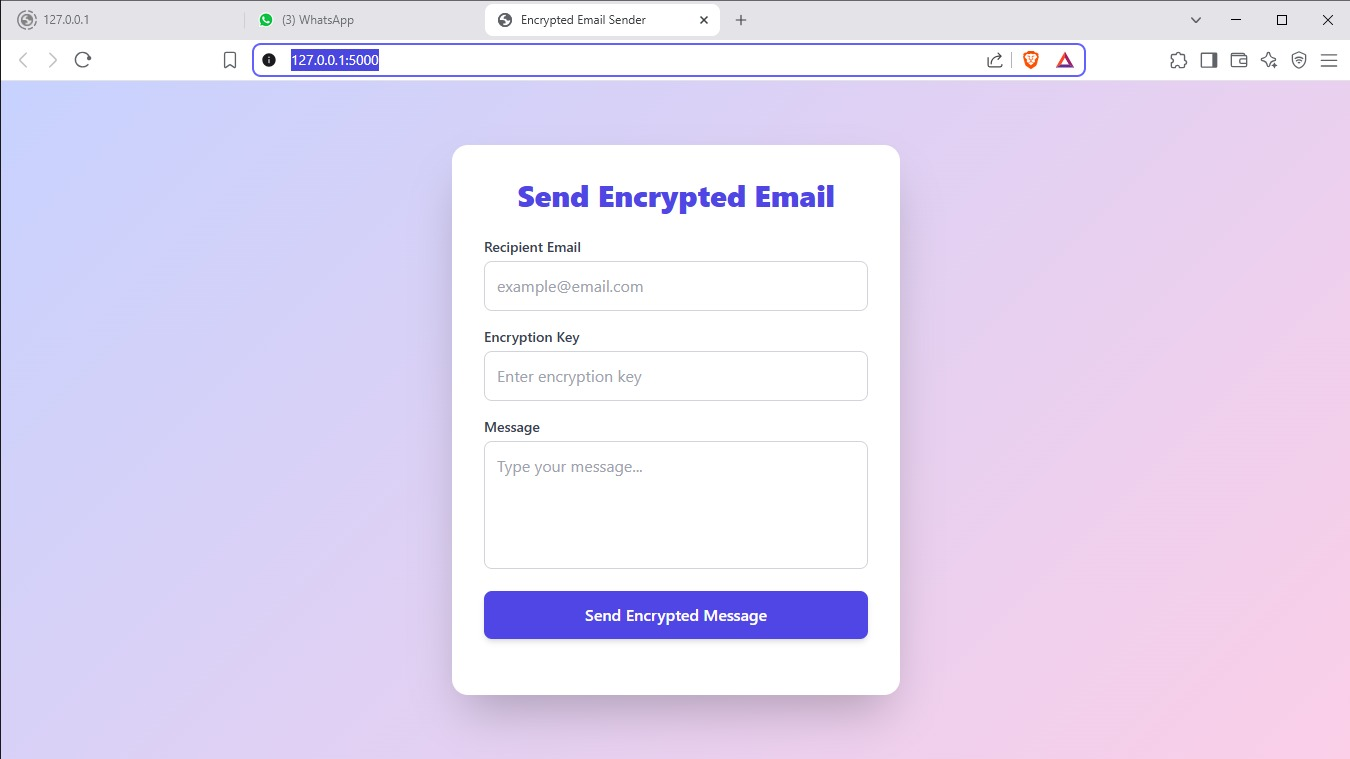 127.0.0.1
(3) WhatsApp
Encrypted Email Sender
127.0.0.1:5000
Send Encrypted Email
Recipient Email
example@email.com
Encryption Key
Enter encryption key
Message
Type your message...
Send Encrypted Message